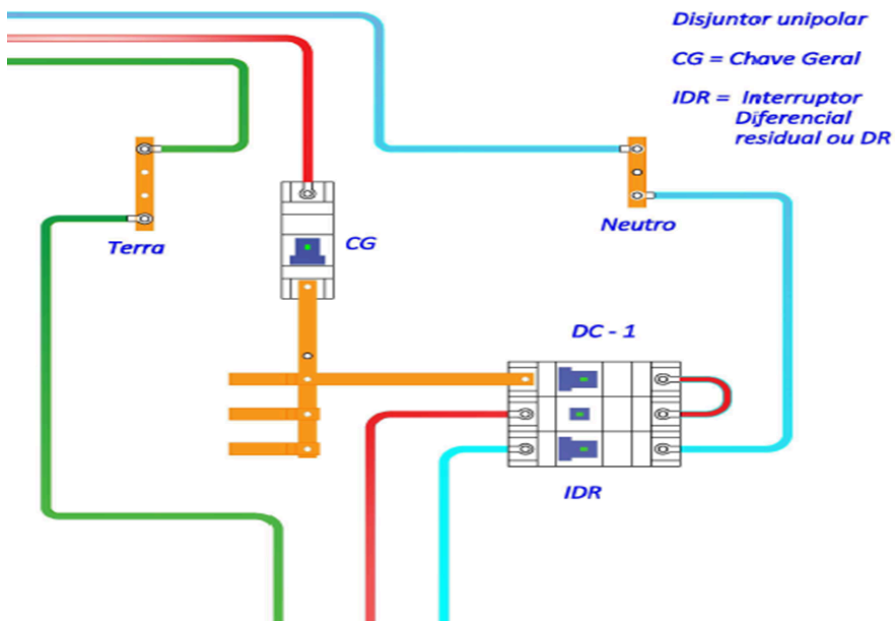 Disjuntor unipolar
CG = Chave Geral
IDR = Interruptor
Diferencial
residual ou DR
Terra
CG
Neutro
DC - 1
IDR